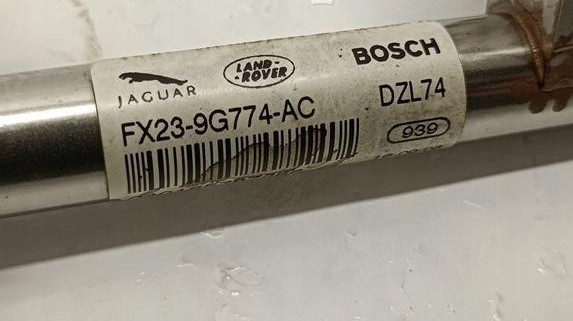 JAGUAR
LAND-
-ROVER
BOSCH
FX23-9G774-AC
DZL74
939